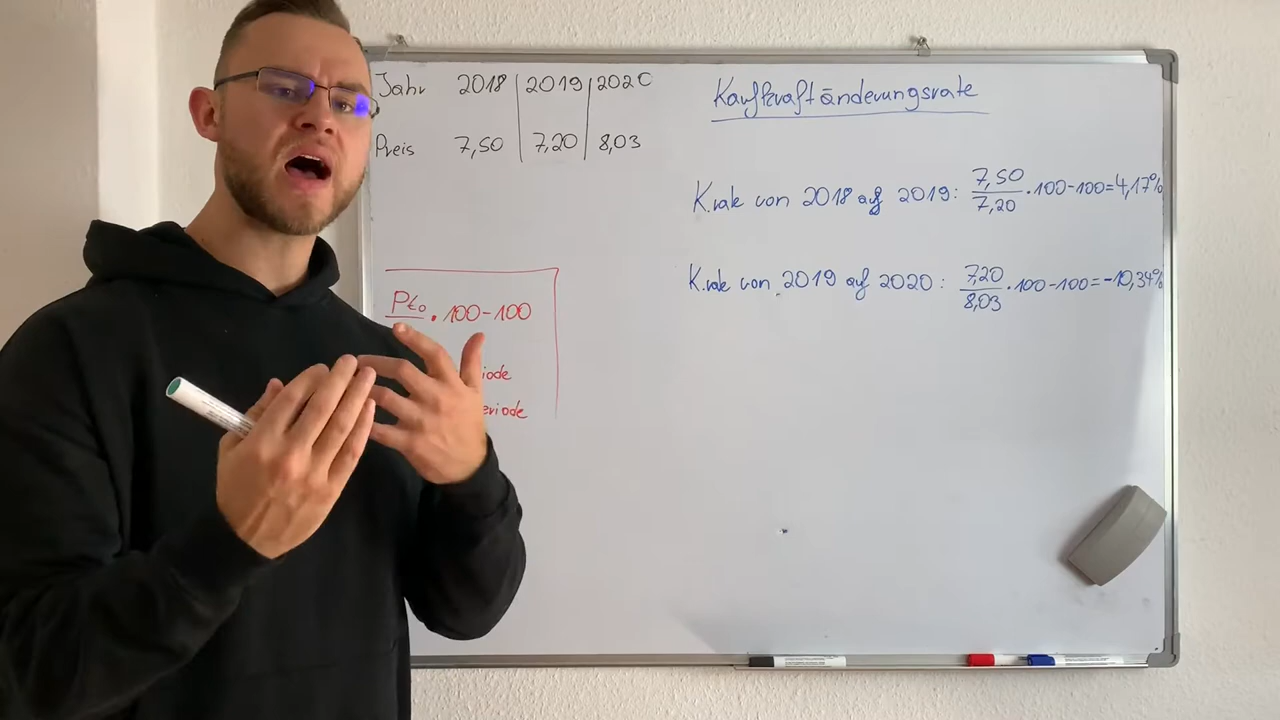 Jahr 2018 2019 2020
Preis 7,50 7,20 8,03
Pt₀ · 100-100
iode
eriode
Kaufkraftänderungsrate
K.rate von 2018 auf 2019: 7,50/7,20 · 100-100=4,17%
K.rate von 2019 auf 2020: 7,20/8,03 · 100-100=-10,34%